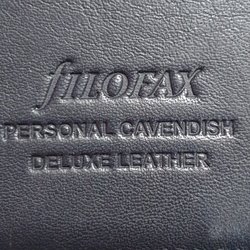 filofax
PERSONAL CAVENDISH
DELUXE LEATHER